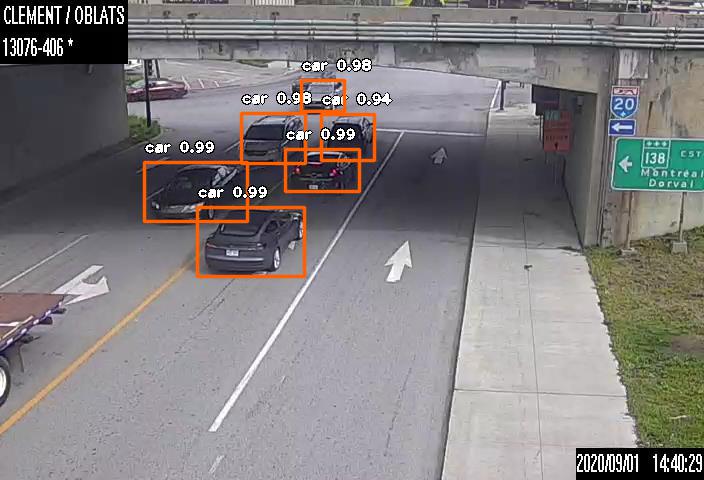 CLEMENT / OBLATS
13076-406 *
car 0.98
car 0.98
car 0.94
car 0.99
car 0.99
car 0.99
20
138
EST
Montréal
Dorval
2020/09/01 14:40:29